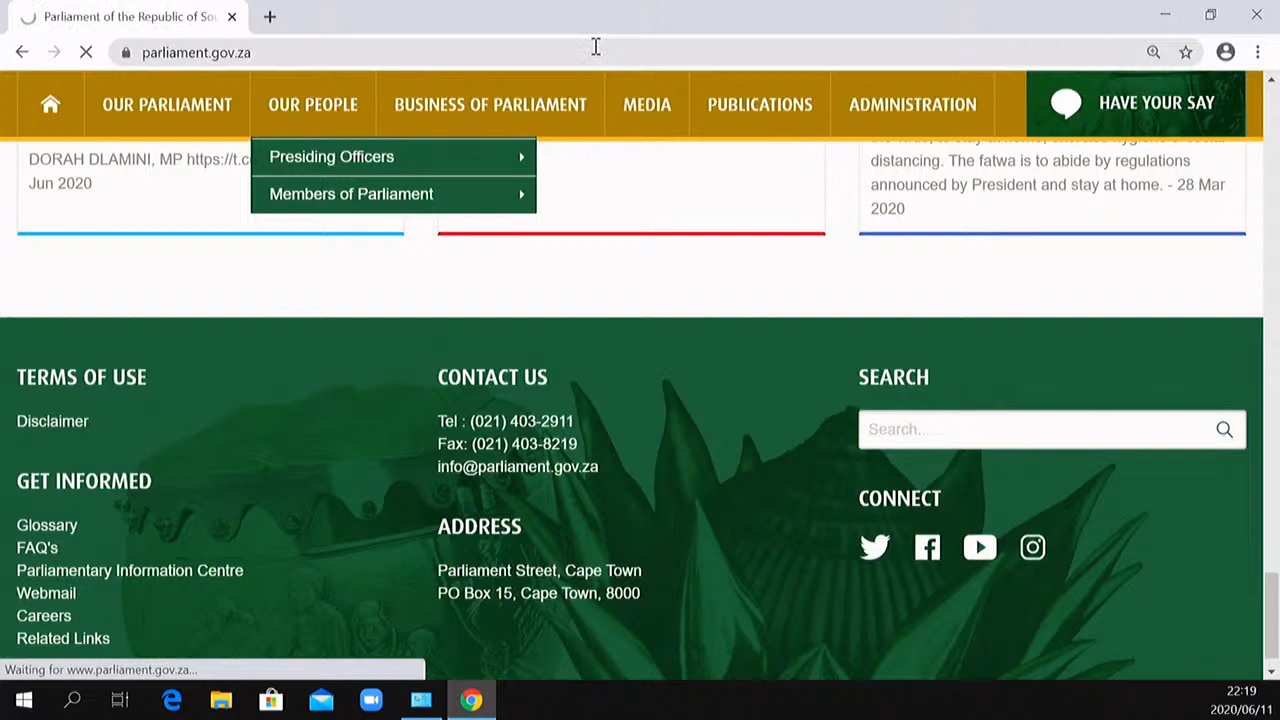 Parliament of the Republic of Sou
parliament.gov.za
OUR PARLIAMENT OUR PEOPLE BUSINESS OF PARLIAMENT MEDIA PUBLICATIONS ADMINISTRATION HAVE YOUR SAY
Presiding Officers
Members of Parliament
DORAH DLAMINI, MP https://t.c
Jun 2020
distancing. The fatwa is to abide by regulations
announced by President and stay at home. - 28 Mar
2020
TERMS OF USE
Disclaimer
GET INFORMED
Glossary
FAQ's
Parliamentary Information Centre
Webmail
Careers
Related Links
CONTACT US
Tel : (021) 403-2911
Fax: (021) 403-8219
info@parliament.gov.za
ADDRESS
Parliament Street, Cape Town
PO Box 15, Cape Town, 8000
SEARCH
Search...
CONNECT
Waiting for www.parliament.gov.za...
22:19
2020/06/11